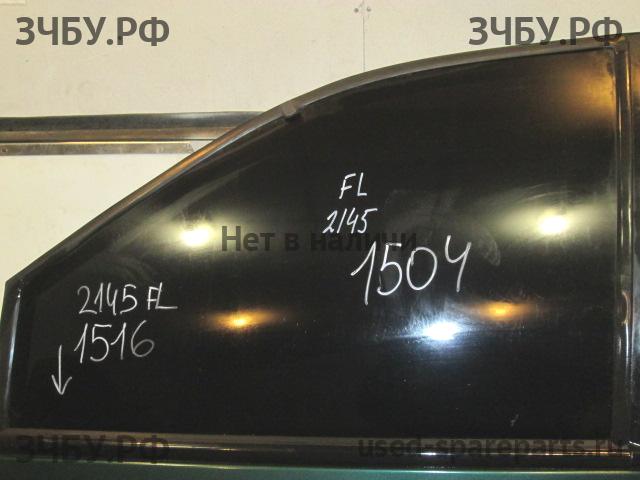 ЗЧБУ.РФ
ЗЧБУ.РФ
FL
2145
Нет в наличии
1504
2145 FL
1516
ЗЧБУ.РФ
used-spareparts.ru